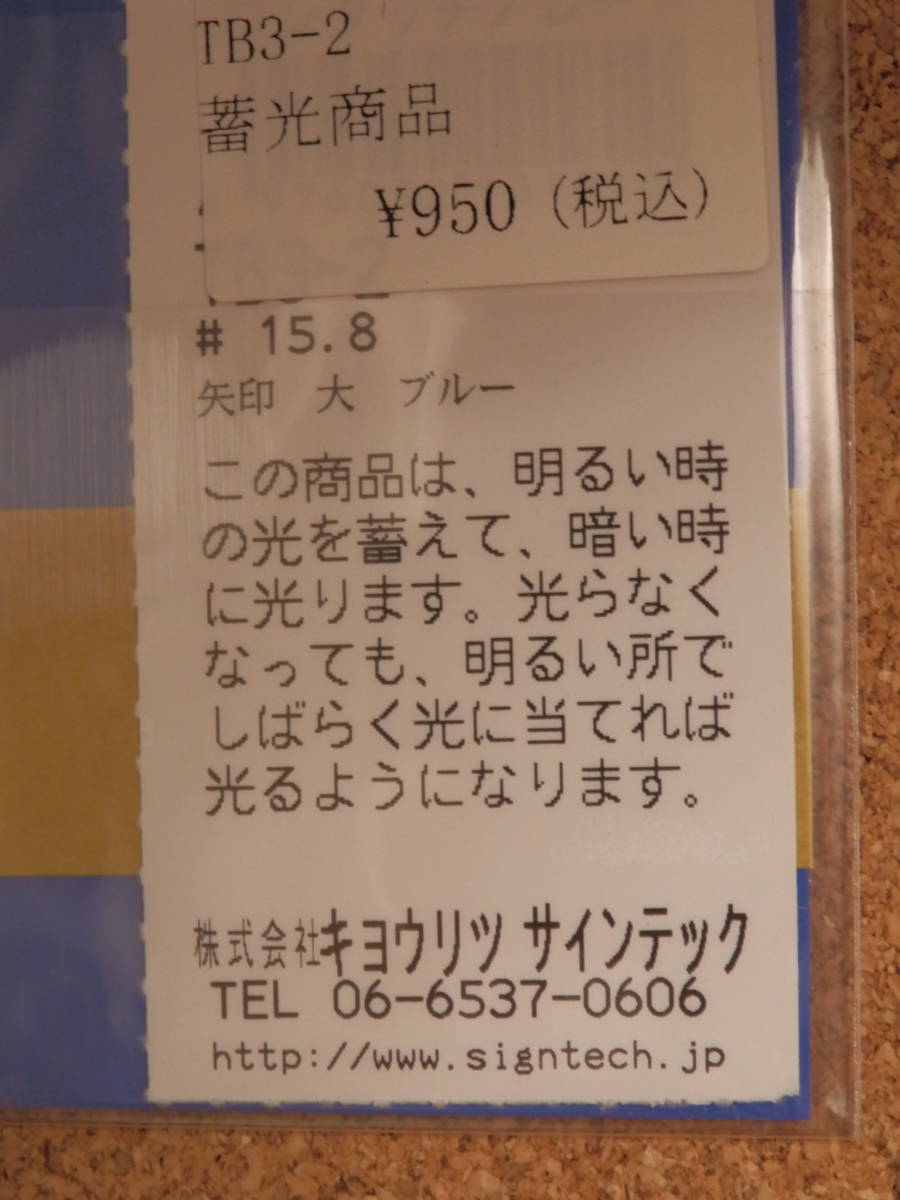 TB3-2
蓄光商品
¥950(税込)
# 15.8
矢印 大 ブルー
この商品は、明るい時
の光を蓄えて、暗い時
に光ります。光らなく
なっても、明るい所で
しばらく光に当てれば
光るようになります。
株式会社キョウリツ サインテック
TEL 06-6537-0606
http://www.signtech.jp